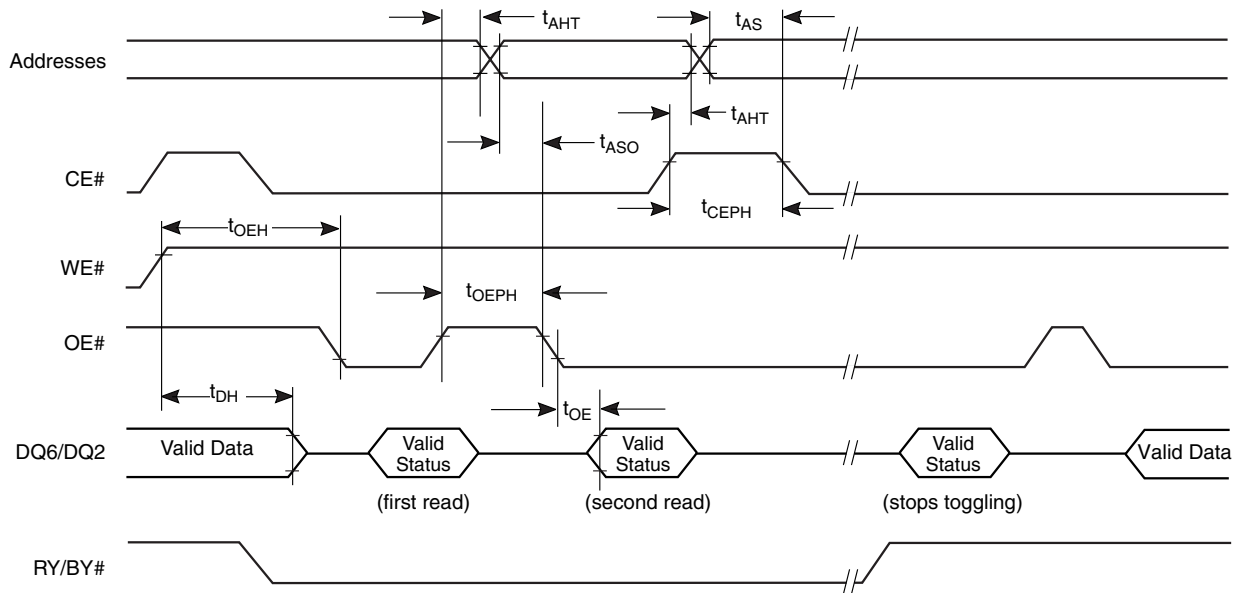 tAHT
tAS
Addresses
tAHT
tASO
CE#
tCEPH
tOEH
WE#
tOEPH
OE#
tDH
tOE
DQ6/DQ2
Valid Data
Valid
Status
Valid
Status
Valid
Status
Valid Data
(first read)
(second read)
(stops toggling)
RY/BY#